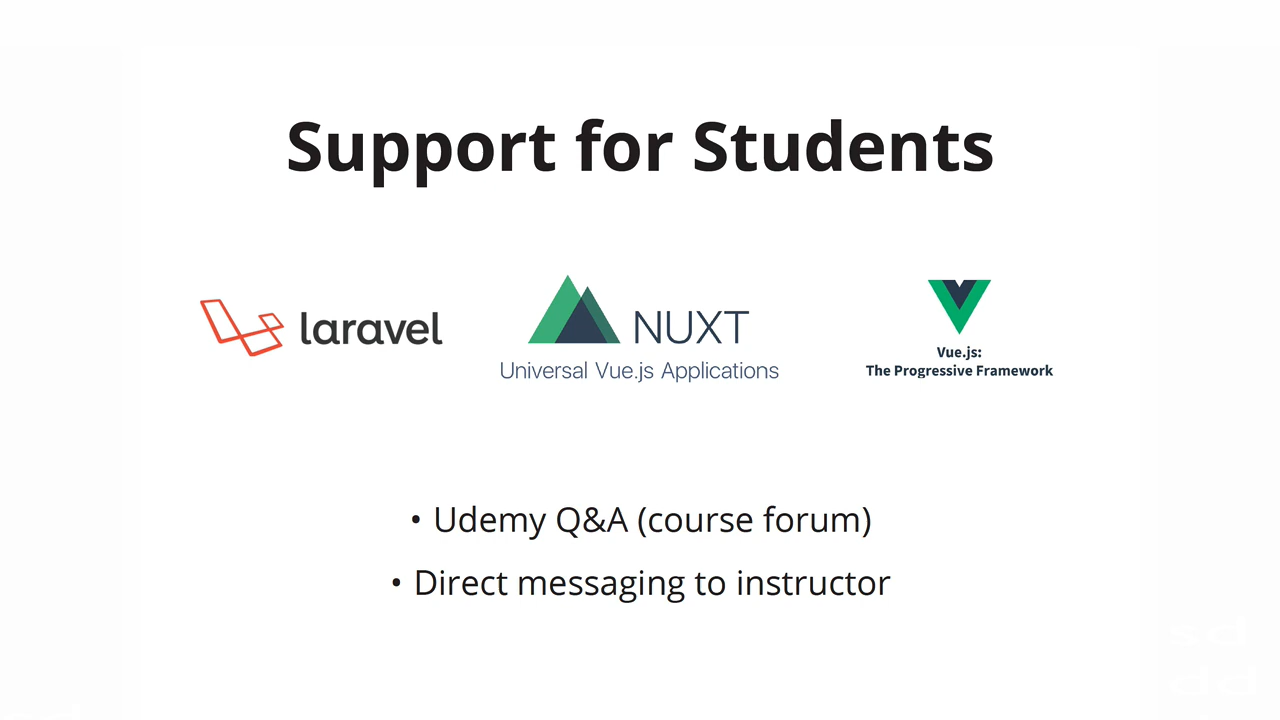 Support for Students
laravel
NUXT
Universal Vue.js Applications
Vue.js:
The Progressive Framework
• Udemy Q&A (course forum)
• Direct messaging to instructor